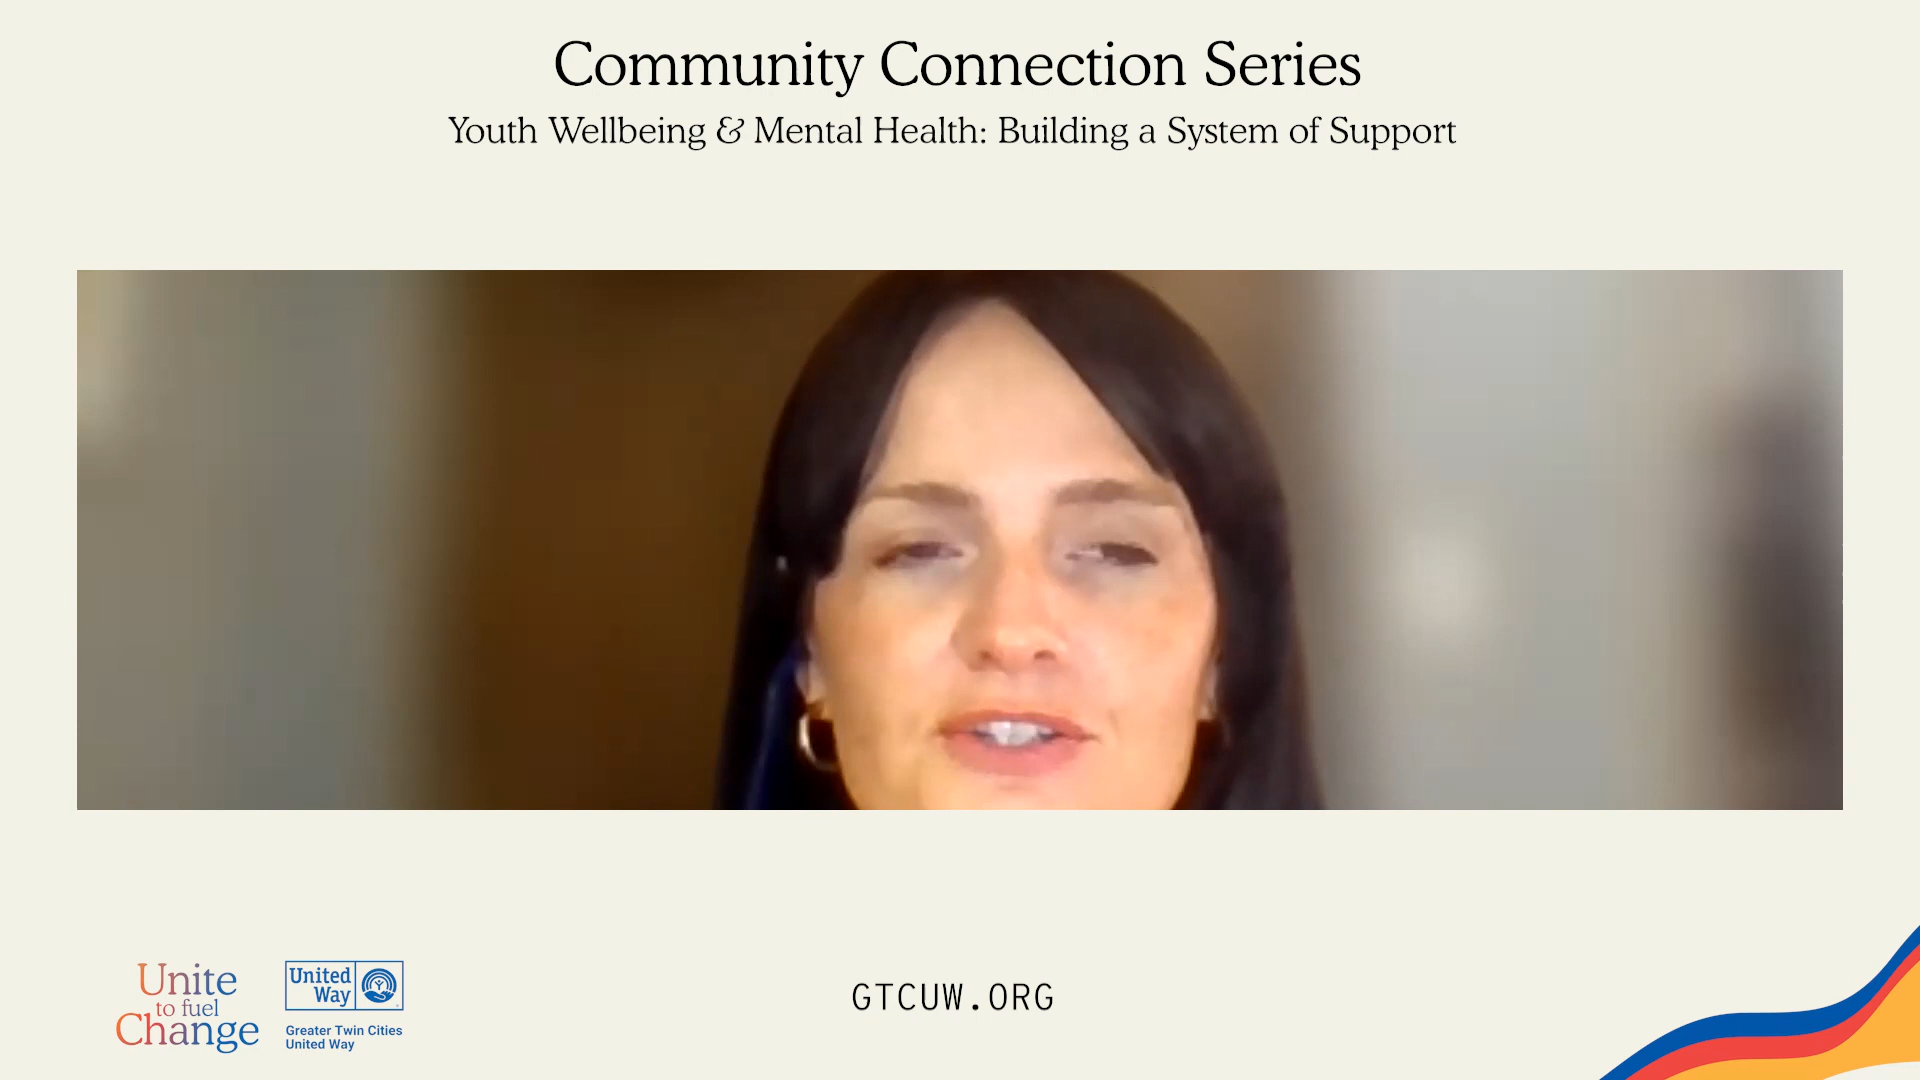 Community Connection Series
Youth Wellbeing & Mental Health: Building a System of Support
Unite
to fuel
Change
United
Way
Greater Twin Cities
United Way
GTCUW.ORG